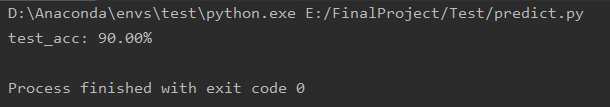 D:\Anaconda\envs\test\python.exe E:/FinalProject/Test/predict.py
test_acc: 90.00%
Process finished with exit code 0